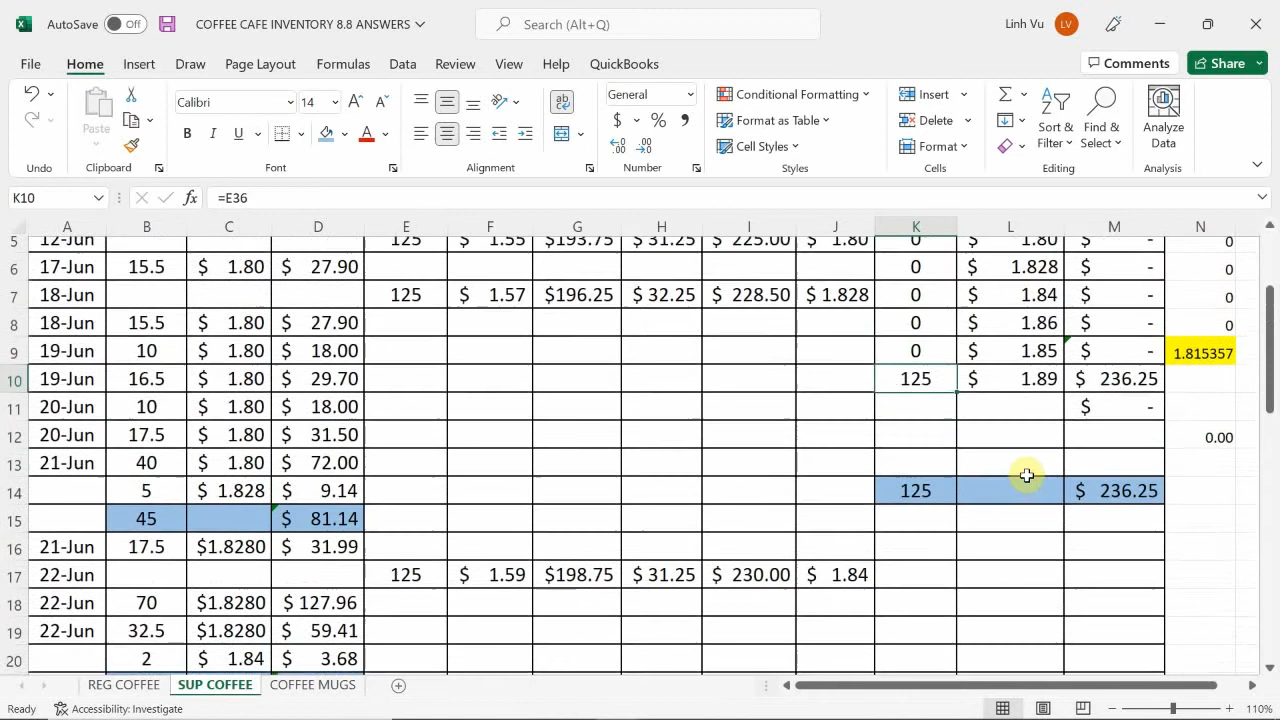 AutoSave Off COFFEE CAFE INVENTORY 8.8 ANSWERS Search (Alt+Q) Linh Vu LV
File Home Insert Draw Page Layout Formulas Data Review View Help QuickBooks Comments Share
Calibri 14 General Conditional Formatting Insert
Paste B I U $ % Format as Table Delete Sort & Filter Find & Select Analyze Data
Cell Styles Format
Undo Clipboard Font Alignment Number Styles Cells Editing Analysis
K10 fx =E36
A B C D E F G H I J K L M N
5 12-Jun 125 $ 1.55 $193.75 $ 31.25 $ 225.00 $ 1.80 0 $ 1.80 $ - 0
6 17-Jun 15.5 $ 1.80 $ 27.90 0 $ 1.828 $ - 0
7 18-Jun 125 $ 1.57 $196.25 $ 32.25 $ 228.50 $ 1.828 0 $ 1.84 $ - 0
8 18-Jun 15.5 $ 1.80 $ 27.90 0 $ 1.86 $ - 0
9 19-Jun 10 $ 1.80 $ 18.00 0 $ 1.85 $ - 1.815357
10 19-Jun 16.5 $ 1.80 $ 29.70 125 $ 1.89 $ 236.25
11 20-Jun 10 $ 1.80 $ 18.00 $ -
12 20-Jun 17.5 $ 1.80 $ 31.50 0.00
13 21-Jun 40 $ 1.80 $ 72.00
14 5 $ 1.828 $ 9.14 125 $ 236.25
15 45 $ 81.14
16 21-Jun 17.5 $1.8280 $ 31.99
17 22-Jun 125 $ 1.59 $198.75 $ 31.25 $ 230.00 $ 1.84
18 22-Jun 70 $1.8280 $ 127.96
19 22-Jun 32.5 $1.8280 $ 59.41
20 2 $ 1.84 $ 3.68
REG COFFEE SUP COFFEE COFFEE MUGS
Ready Accessibility: Investigate 110%